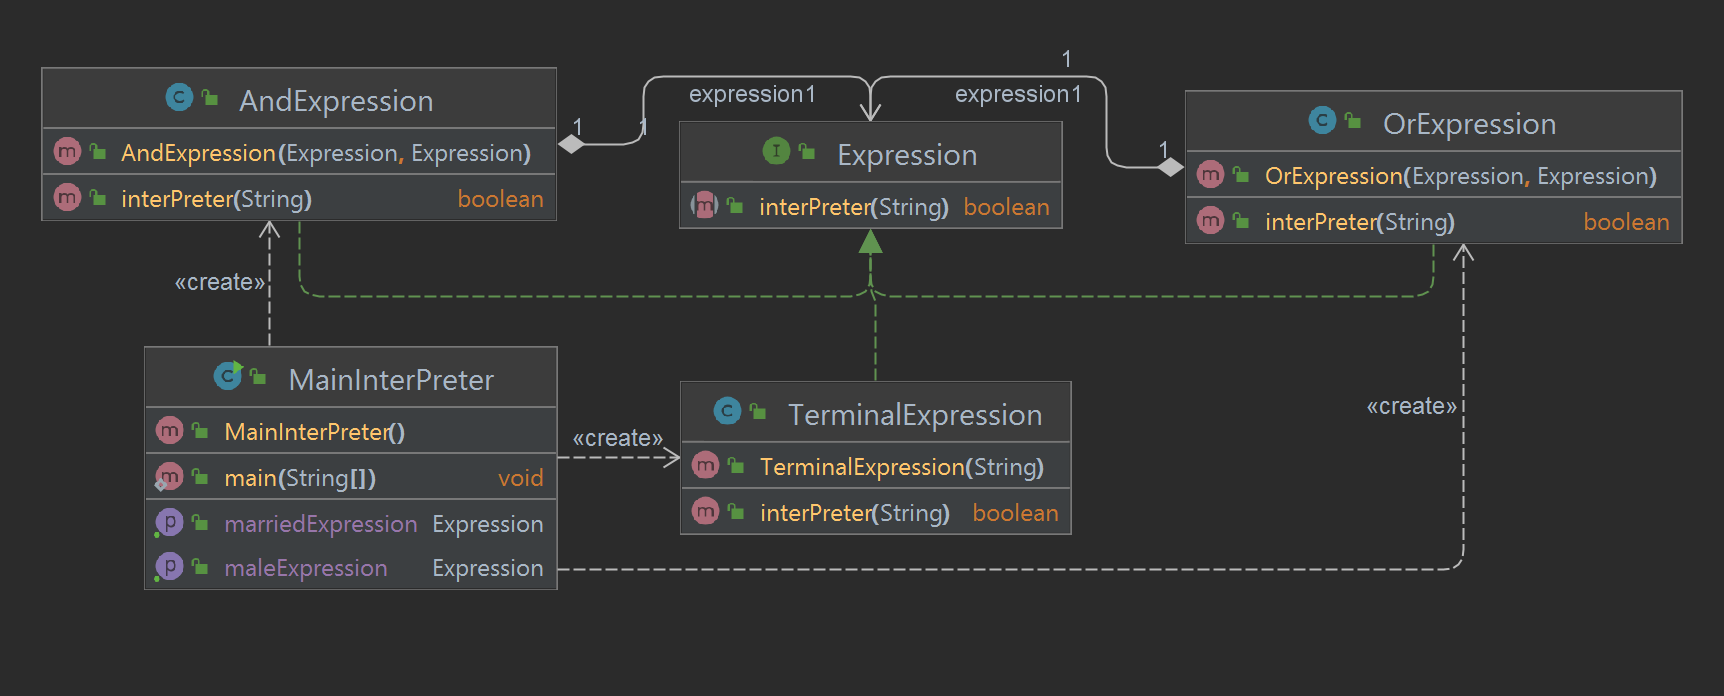 AndExpression
AndExpression(Expression, Expression)
interPreter(String) boolean
1
1
expression1
1
expression1
1
Expression
interPreter(String) boolean
OrExpression
OrExpression(Expression, Expression)
interPreter(String) boolean
«create»
MainInterPreter
MainInterPreter()
main(String[]) void
marriedExpression Expression
maleExpression Expression
«create»
TerminalExpression
TerminalExpression(String)
interPreter(String) boolean
«create»